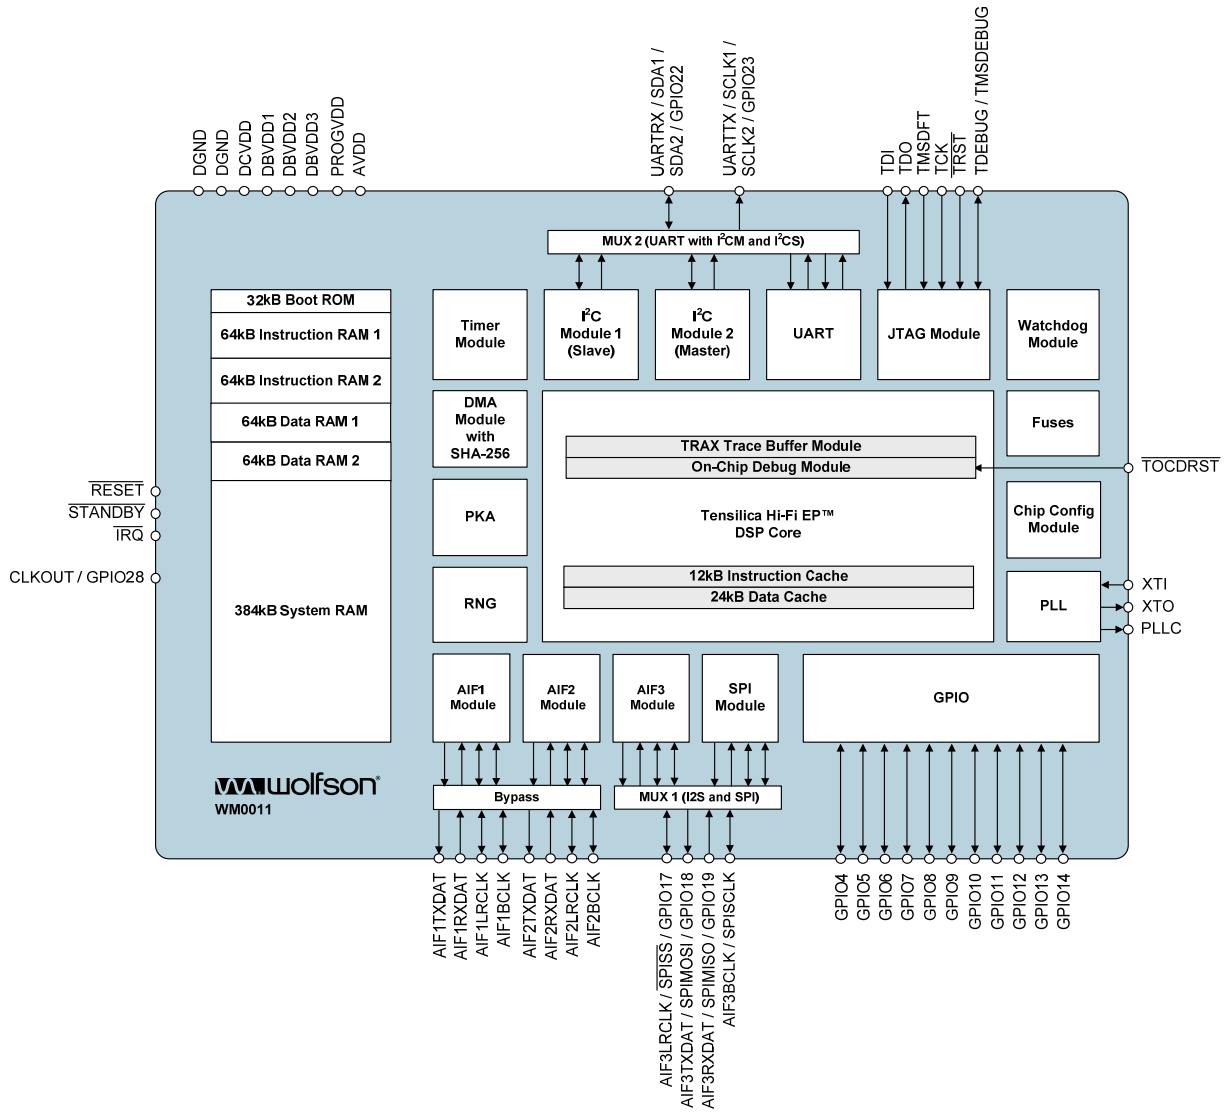 UARTRX / SDA1 /
SDA2 / GPIO22
UARTTX / SCLK1 /
SCLK2 / GPIO23
DGND
DGND
DCVDD
DBVDD1
DBVDD2
DBVDD3
PROGVDD
AVDD
TDI
TDO
TMSDFT
TCK
TRST
TDEBUG / TMSDEBUG
MUX 2 (UART with I²CM and I²CS)
32kB Boot ROM
64kB Instruction RAM 1
64kB Instruction RAM 2
64kB Data RAM 1
64kB Data RAM 2
384kB System RAM
Timer
Module
I²C
Module 1
(Slave)
I²C
Module 2
(Master)
UART
JTAG Module
Watchdog
Module
DMA
Module
with
SHA-256
TRAX Trace Buffer Module
On-Chip Debug Module
Tensilica Hi-Fi EP™
DSP Core
12kB Instruction Cache
24kB Data Cache
Fuses
TOCDRST
RESET
STANDBY
IRQ
CLKOUT / GPIO28
PKA
Chip Config
Module
RNG
PLL
XTI
XTO
PLLC
AIF1
Module
AIF2
Module
AIF3
Module
SPI
Module
GPIO
wolfson®
WM0011
Bypass
MUX 1 (I2S and SPI)
AIF1TXDAT
AIF1RXDAT
AIF1LRCLK
AIF1BCLK
AIF2TXDAT
AIF2RXDAT
AIF2LRCLK
AIF2BCLK
AIF3LRCLK / SPISS / GPIO17
AIF3TXDAT / SPIMOSI / GPIO18
AIF3RXDAT / SPIMISO / GPIO19
AIF3BCLK / SPISCLK
GPIO4
GPIO5
GPIO6
GPIO7
GPIO8
GPIO9
GPIO10
GPIO11
GPIO12
GPIO13
GPIO14